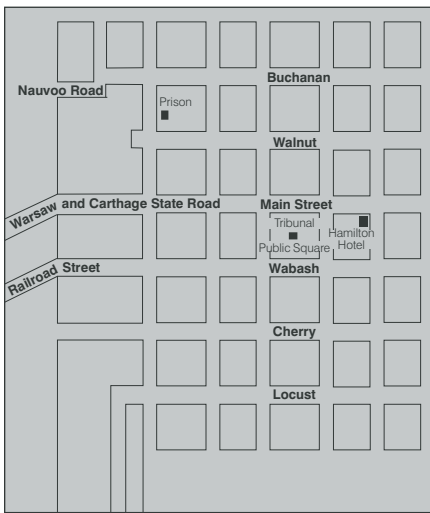 Buchanan
Nauvoo Road
Prison
Walnut
Warsaw and Carthage State Road
Main Street
Tribunal
Public Square
Hamilton
Hotel
Railroad Street
Wabash
Cherry
Locust